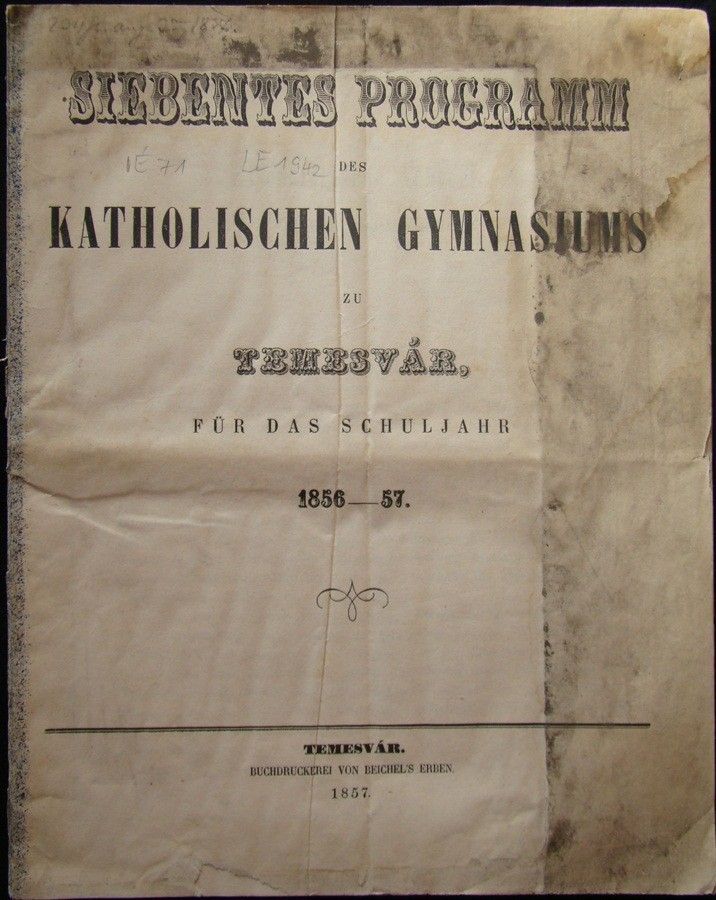 SIEBENTES PROGRAMM
IÉ 71 LE 1942
DES
KATHOLISCHEN GYMNASIUMS
ZU
TEMESVÁR,
FÜR DAS SCHULJAHR
1856—57.
TEMESVÁR.
BUCHDRUCKEREI VON BEICHEL'S ERBEN.
1857.